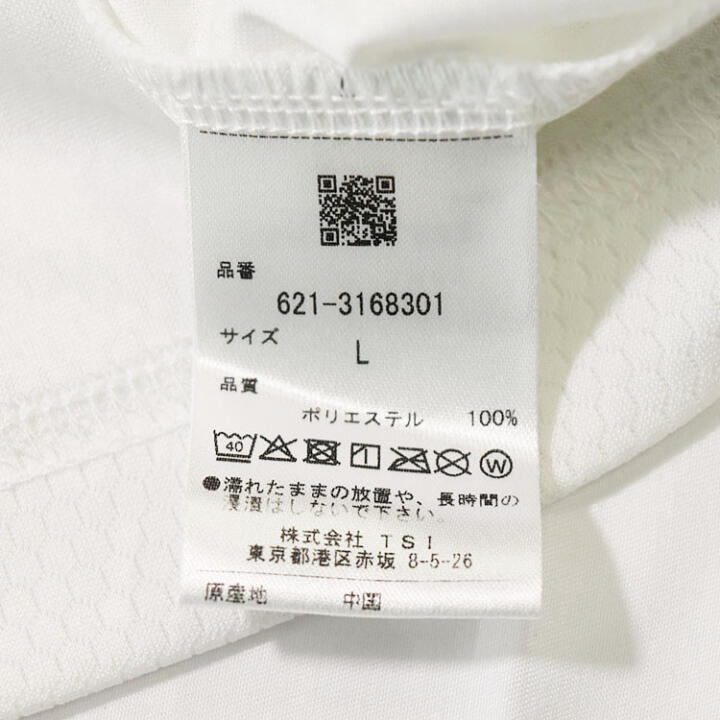 品番
621-3168301
サイズ
L
品質
ポリエステル 100%
40
W
●濡れたままの放置や、長時間の
浸漬はしないで下さい。
株式会社 TSI
東京都港区赤坂 8-5-26
原産地 中国